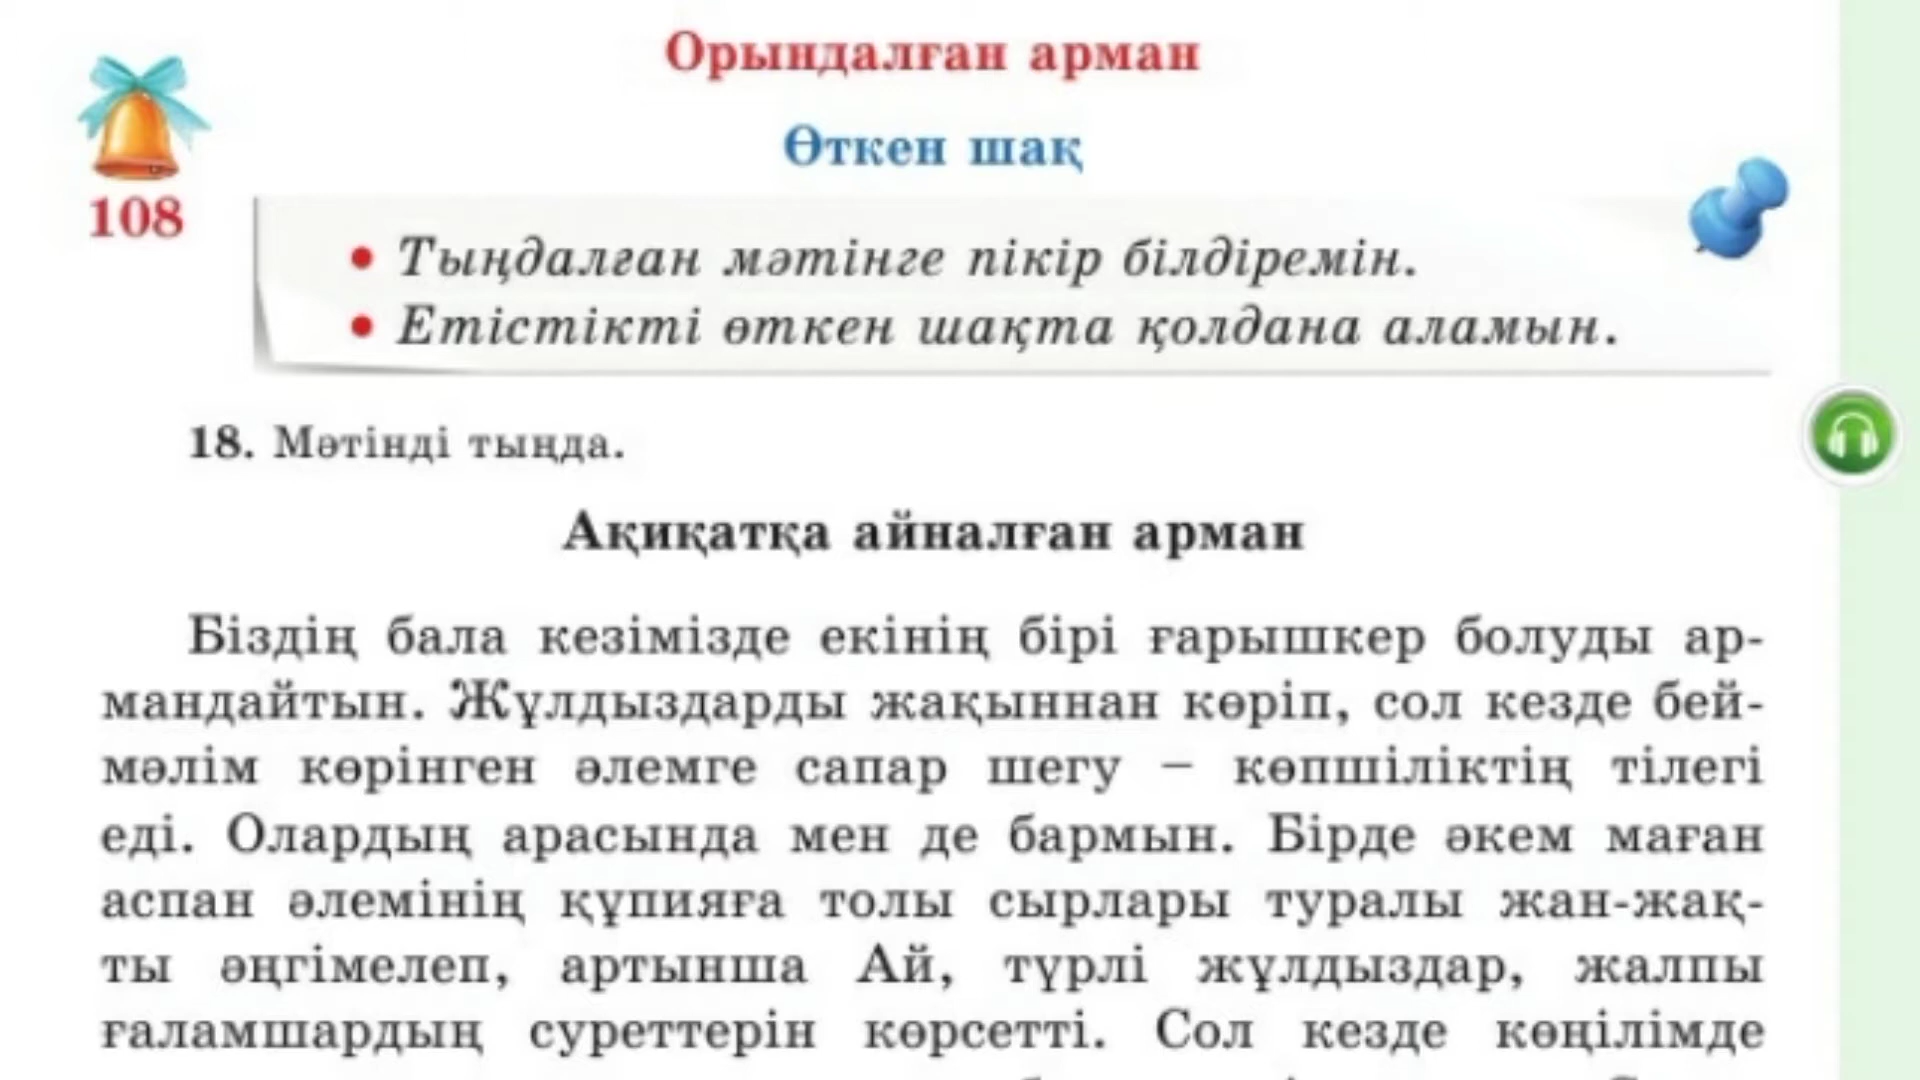 Орындалған арман
Өткен шақ
108
• Тыңдалған мәтінге пікір білдіремін.
• Етістікті өткен шақта қолдана аламын.
18. Мәтінді тыңда.
Ақиқатқа айналған арман
Біздің бала кезімізде екінің бірі ғарышкер болуды ар-
мандайтын. Жұлдыздарды жақыннан көріп, сол кезде бей-
мәлім көрінген әлемге сапар шегу – көпшіліктің тілегі
еді. Олардың арасында мен де бармын. Бірде әкем маған
аспан әлемінің құпияға толы сырлары туралы жан-жақ-
ты әңгімелеп, артынша Ай, түрлі жұлдыздар, жалпы
ғаламшардың суреттерін көрсетті. Сол кезде көңілімде